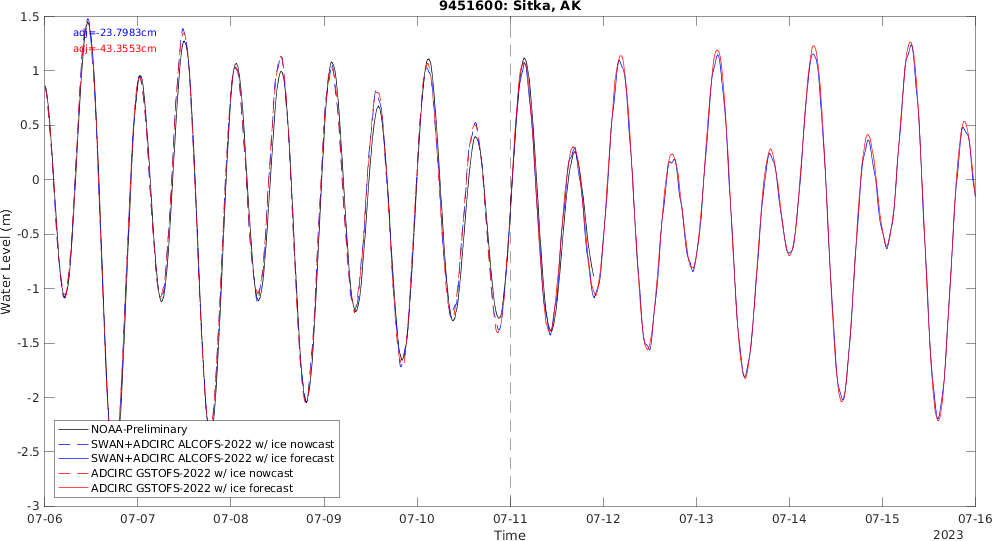 9451600: Sitka, AK
adj=-23.7983cm
adj=-43.3553cm
Water Level (m)
1.5
1
0.5
0
-0.5
-1
-1.5
-2
-2.5
-3
NOAA-Preliminary
SWAN+ADCIRC ALCOFS-2022 w/ ice nowcast
SWAN+ADCIRC ALCOFS-2022 w/ ice forecast
ADCIRC GSTOFS-2022 w/ ice nowcast
ADCIRC GSTOFS-2022 w/ ice forecast
07-06 07-07 07-08 07-09 07-10 07-11 07-12 07-13 07-14 07-15 07-16
Time
2023